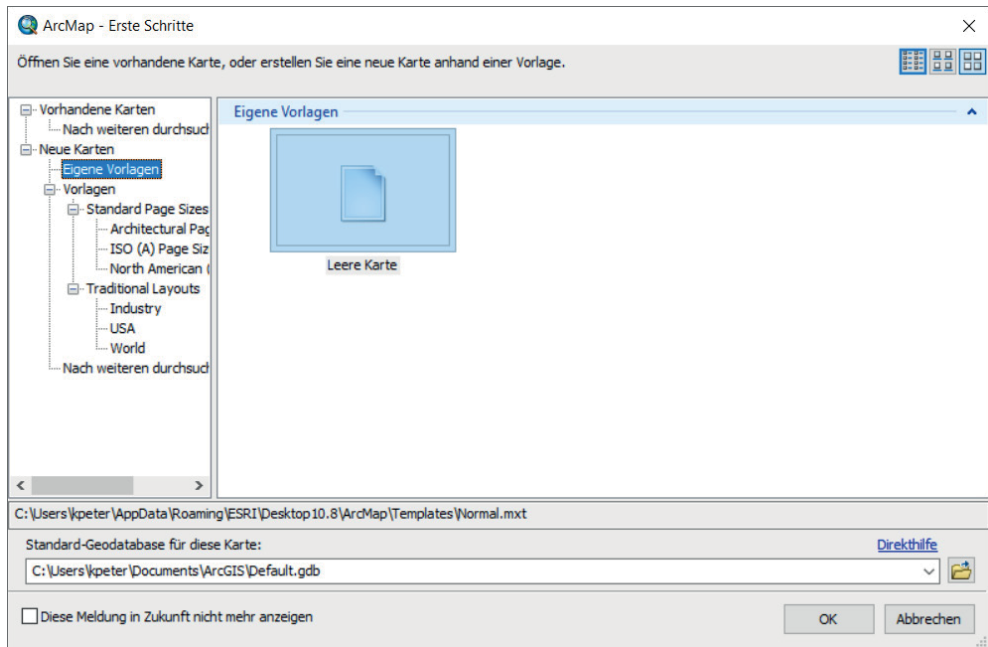 ArcMap - Erste Schritte
Öffnen Sie eine vorhandene Karte, oder erstellen Sie eine neue Karte anhand einer Vorlage.
Vorhandene Karten
Nach weiteren durchsuch
Neue Karten
Eigene Vorlagen
Vorlagen
Standard Page Sizes
Architectural Pag
ISO (A) Page Siz
North American (
Traditional Layouts
Industry
USA
World
Nach weiteren durchsuch
Eigene Vorlagen
Leere Karte
C:\Users\kpeter\AppData\Roaming\ESRI\Desktop10.8\ArcMap\Templates\Normal.mxt
Standard-Geodatabase für diese Karte:
Direkthilfe
C:\Users\kpeter\Documents\ArcGIS\Default.gdb
Diese Meldung in Zukunft nicht mehr anzeigen
OK
Abbrechen